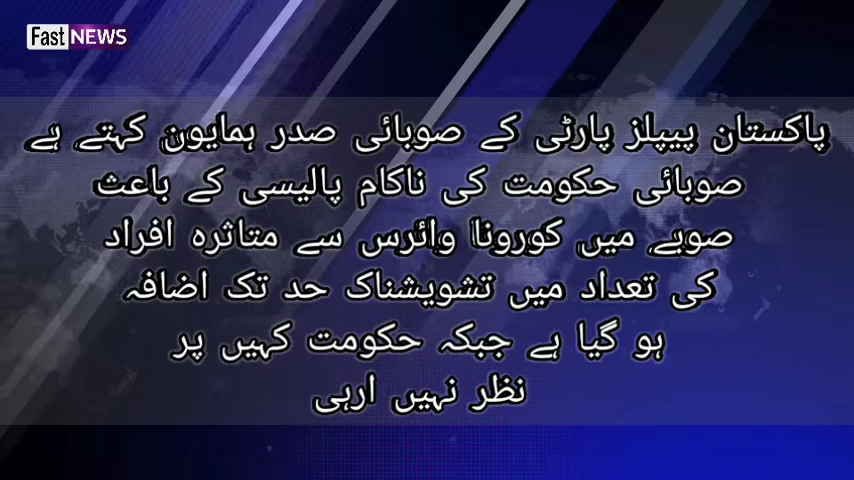 Fast NEWS
پاکستان پیپلز پارٹی کے صوبائی صدر ہمایون کہتے ہے
صوبائی حکومت کی ناکام پالیسی کے باعث
صوبے میں کورونا وائرس سے متاثرہ افراد
کی تعداد میں تشویشناک حد تک اضافہ
ہو گیا ہے جبکہ حکومت کہیں پر
نظر نہیں ارہی